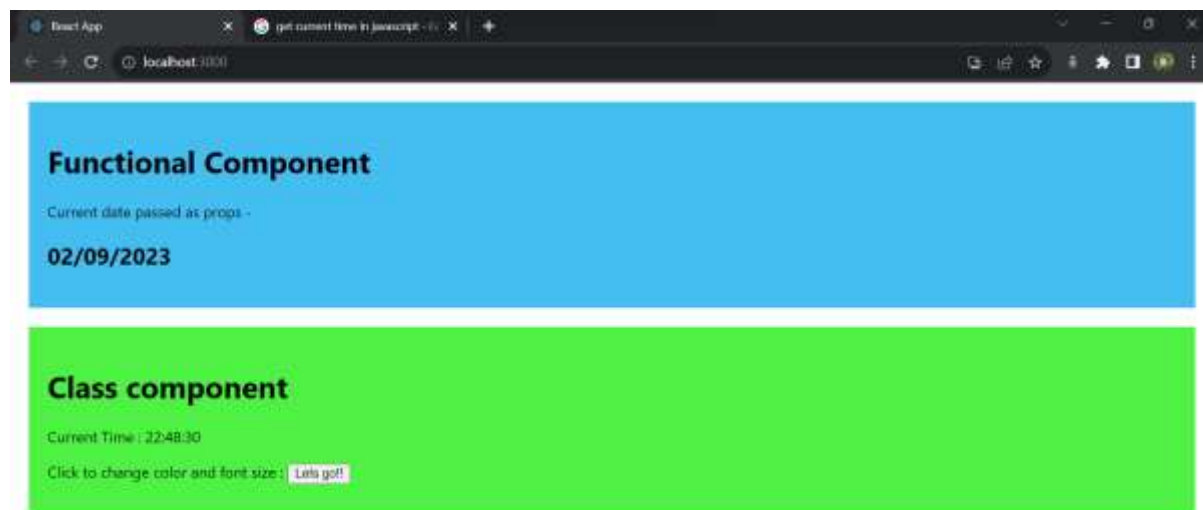 React App
get current time in javascript -
localhost:3000
Functional Component
Current date passed as props -
02/09/2023
Class component
Current Time : 22:48:30
Click to change color and font size : Lets go!!